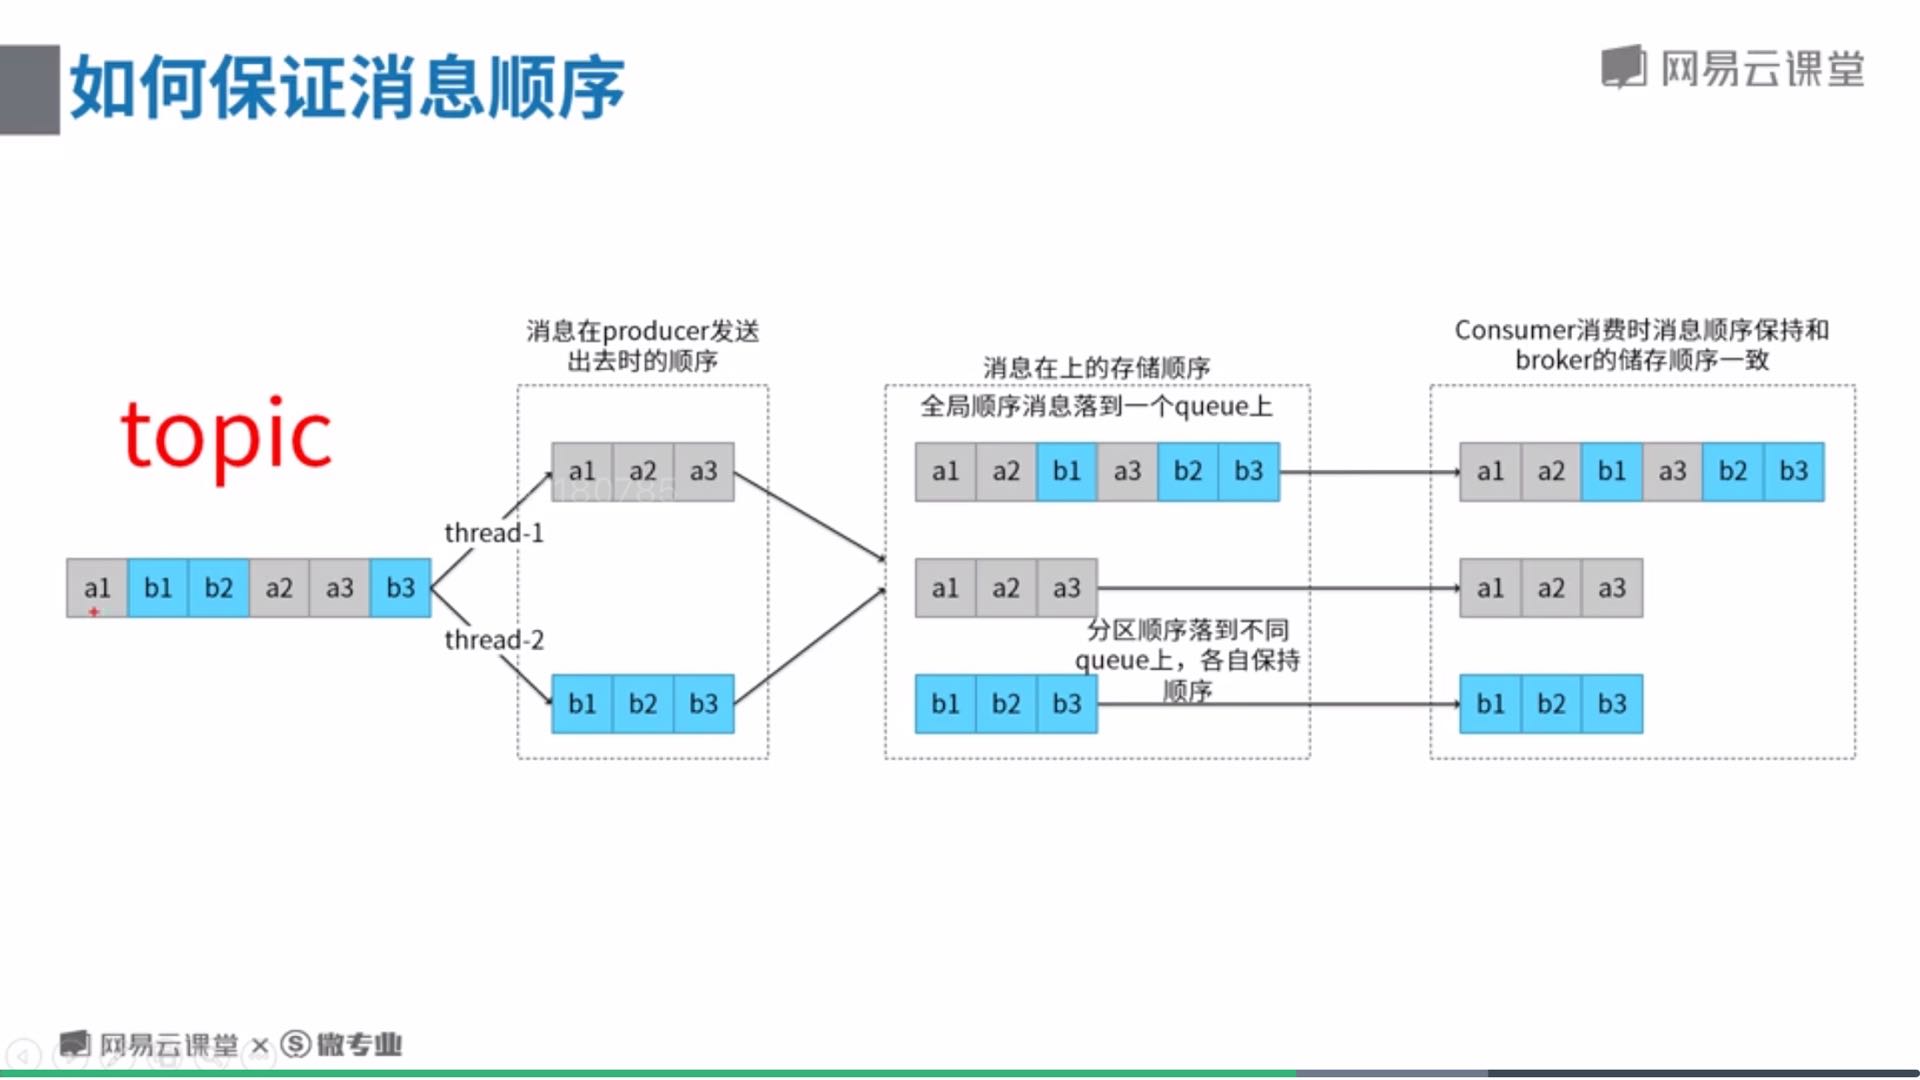 如何保证消息顺序
网易云课堂
消息在producer发送
出去时的顺序
消息在上的存储顺序
Consumer消费时消息顺序保持和
broker的储存顺序一致
topic
全局顺序消息落到一个queue上
a1 a2 a3
180785
a1 a2 b1 a3 b2 b3
a1 a2 b1 a3 b2 b3
thread-1
a1 b1 b2 a2 a3 b3
a1 a2 a3
a1 a2 a3
thread-2
分区顺序落到不同
queue上，各自保持
顺序
b1 b2 b3
b1 b2 b3
b1 b2 b3
网易云课堂 × 微专业